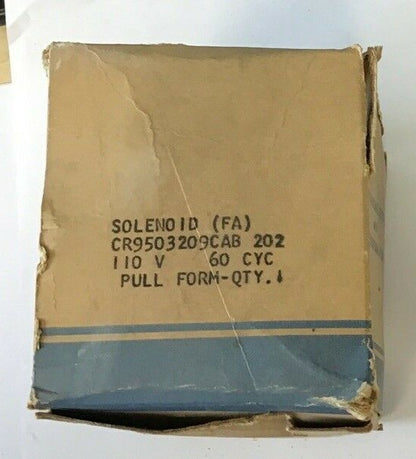 SOLENOID (FA)
CR9503209CAB 202
110 V 60 CYC
PULL FORM-QTY.1